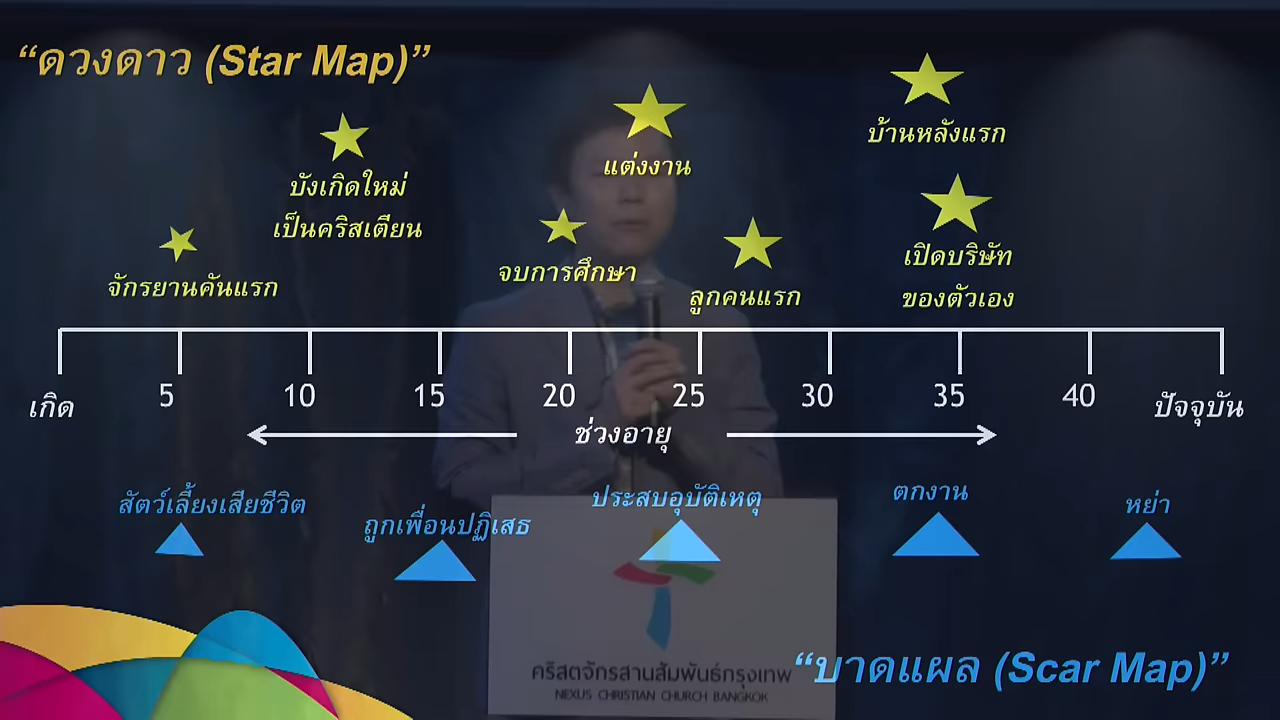 “ดวงดาว (Star Map)”
บ้านหลังแรก
แต่งงาน
บังเกิดใหม่
เป็นคริสเตียน
จบการศึกษา
เปิดบริษัท
ของตัวเอง
จักรยานคันแรก
ลูกคนแรก
เกิด 5 10 15 20 25 30 35 40 ปัจจุบัน
ช่วงอายุ
สัตว์เลี้ยงเสียชีวิต
ถูกเพื่อนปฏิเสธ
ประสบอุบัติเหตุ
ตกงาน
หย่า
คริสตจักรสานสัมพันธ์กรุงเทพ
NEXUS CHRISTIAN CHURCH BANGKOK
“บาดแผล (Scar Map)”